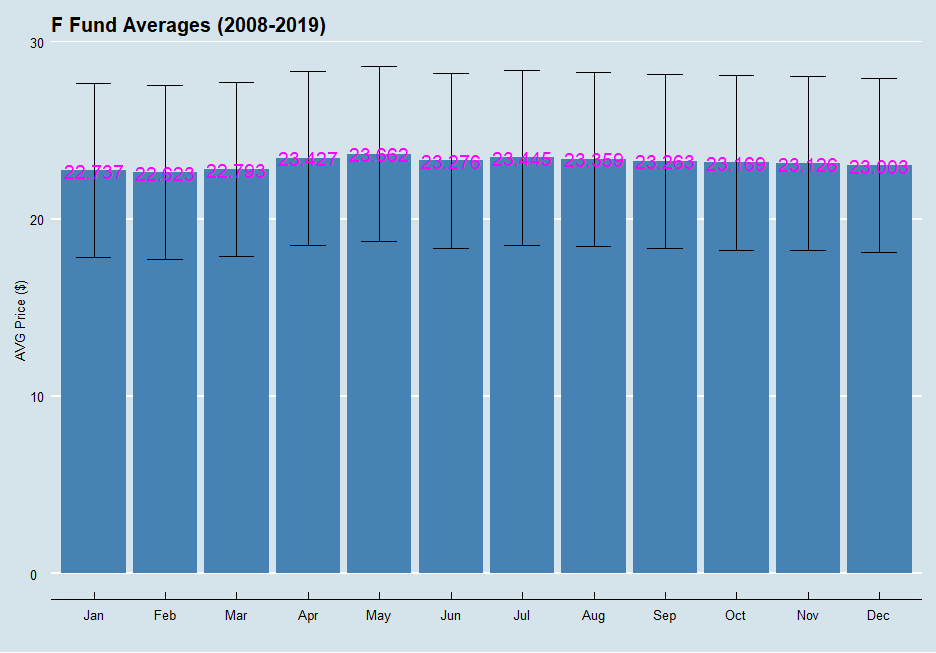 F Fund Averages (2008-2019)
30
20
10
0
AVG Price ($)
22.737 22.623 22.793 23.427 23.662 23.276 23.445 23.359 23.263 23.169 23.126 23.003
Jan Feb Mar Apr May Jun Jul Aug Sep Oct Nov Dec